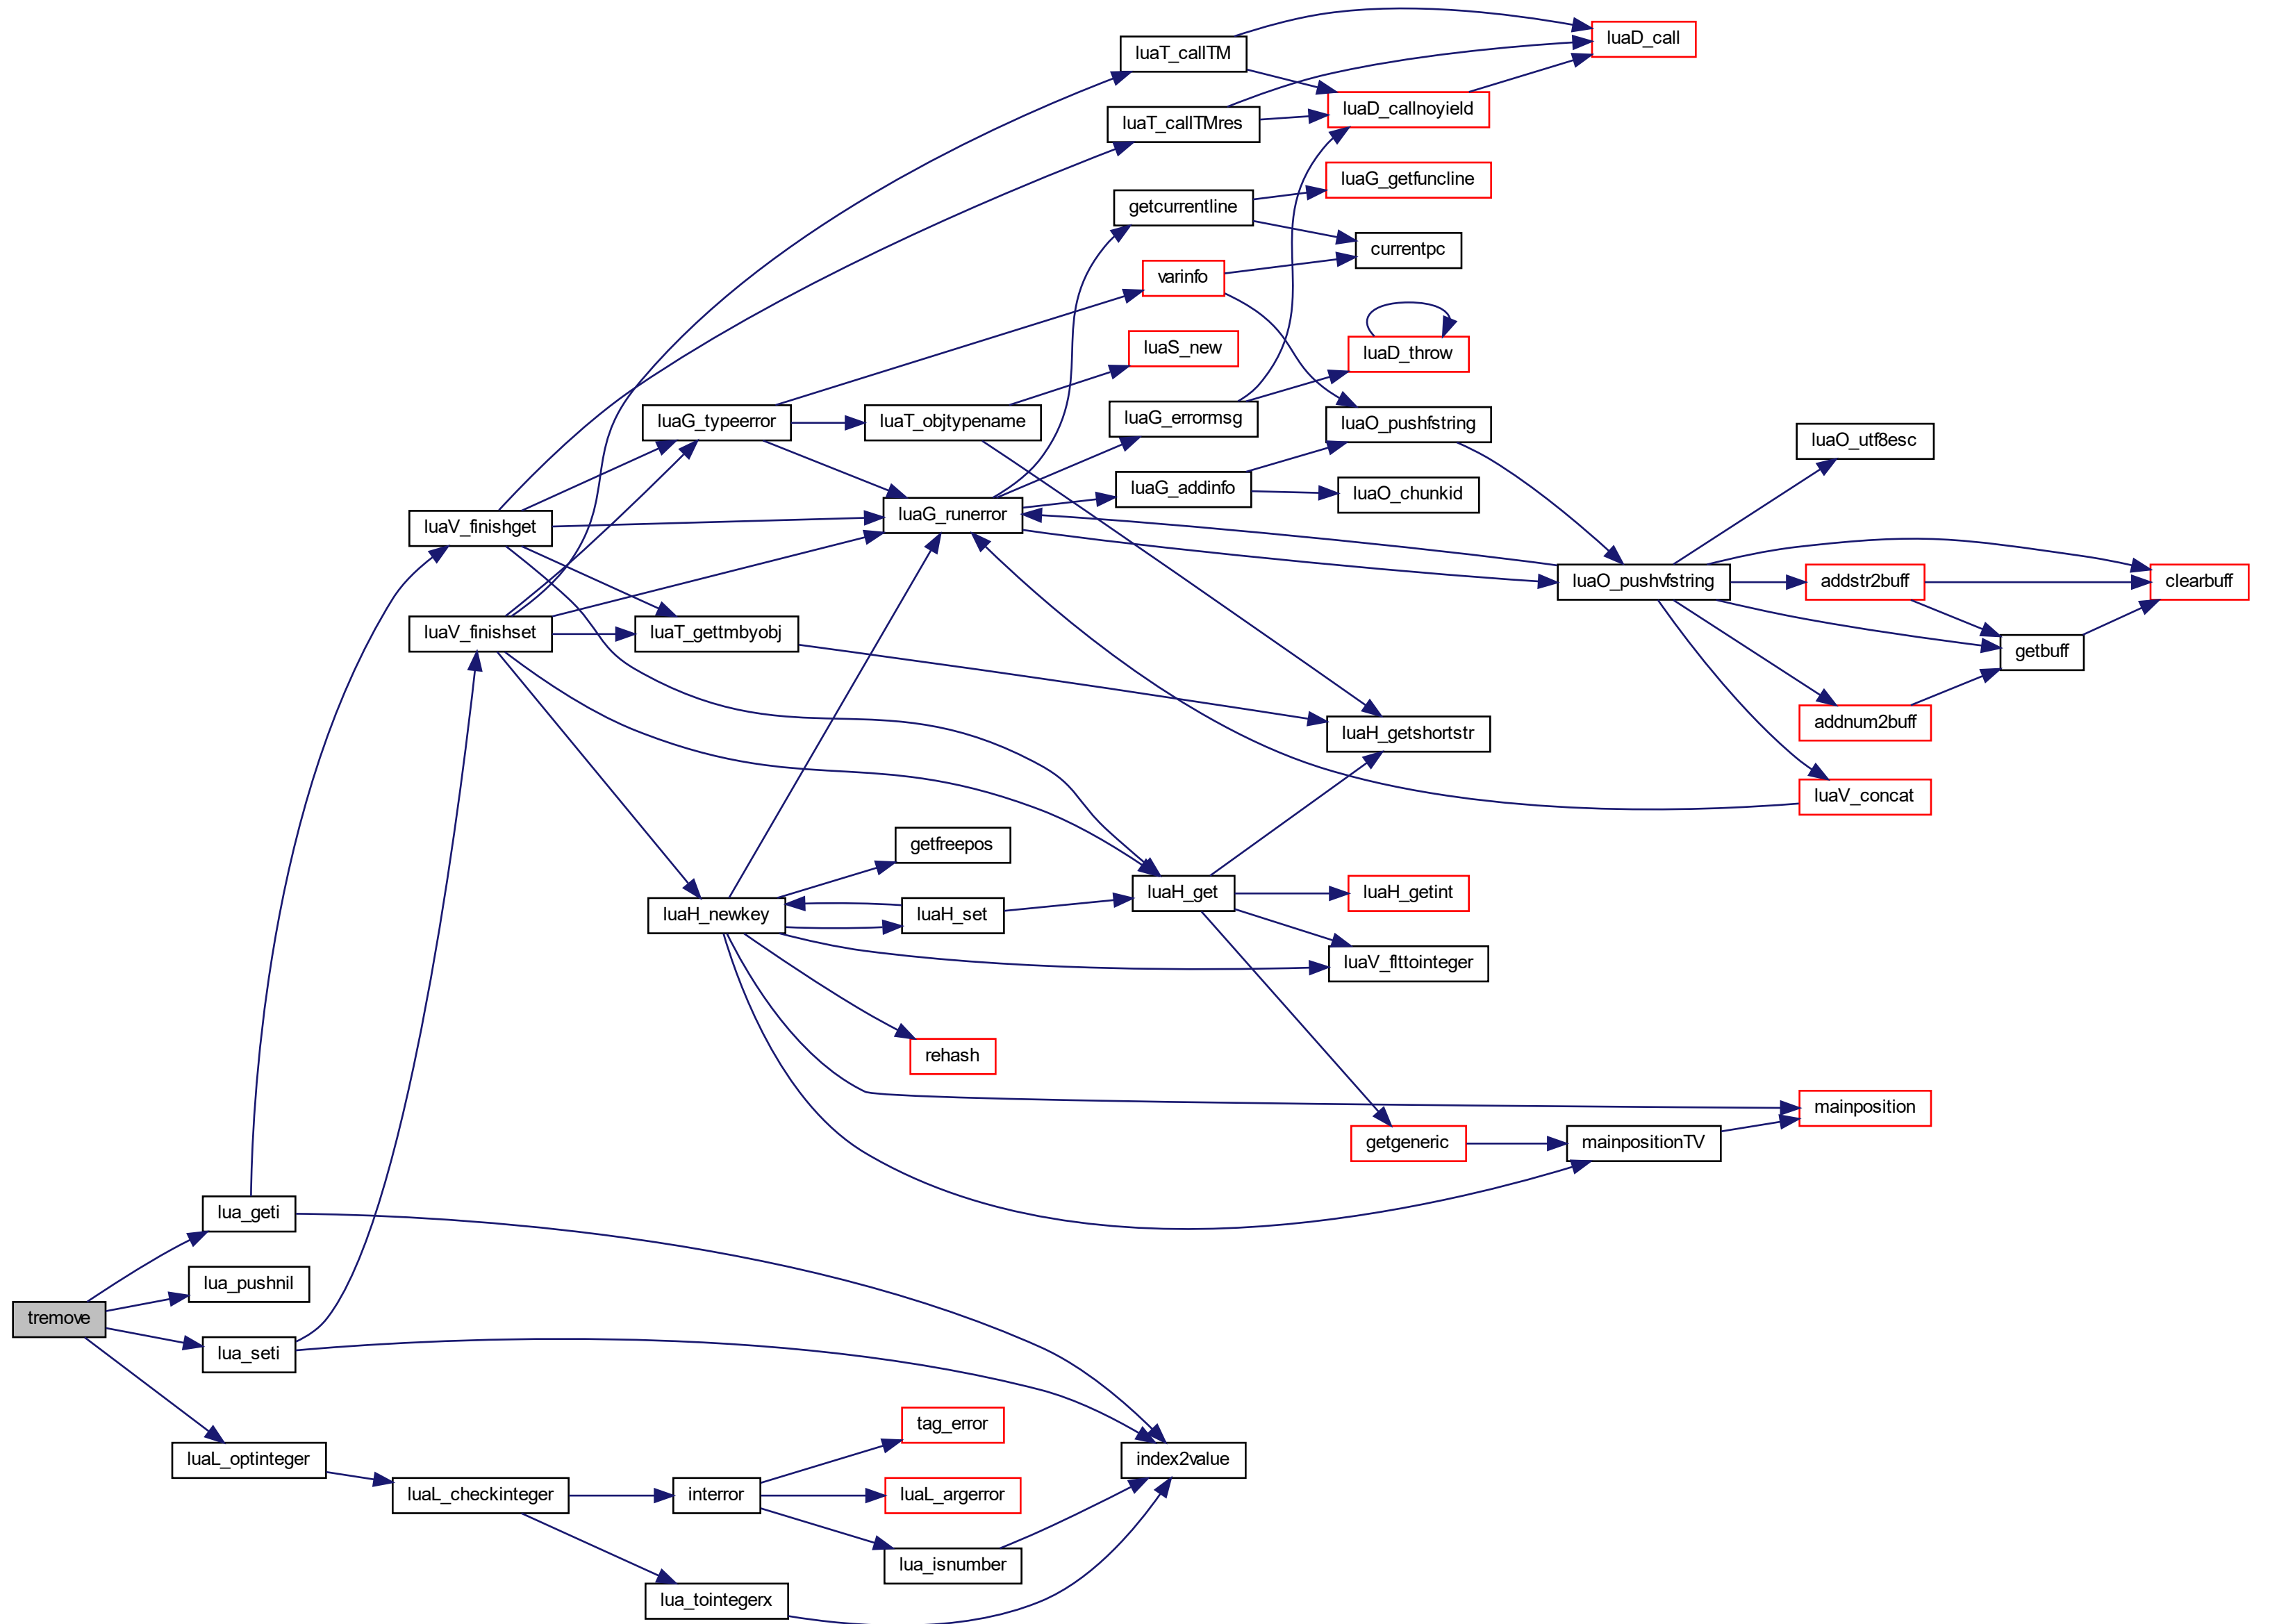 luaT_callTM
luaD_call
luaD_callnoyield
luaT_callTMres
luaG_getfuncline
getcurrentline
currentpc
varinfo
luaS_new
luaD_throw
luaG_typeerror
luaT_objtypename
luaG_errormsg
luaO_pushfstring
luaO_utf8esc
luaG_addinfo
luaO_chunkid
luaV_finishget
luaG_runerror
luaO_pushvfstring
addstr2buff
clearbuff
luaV_finishset
luaT_gettmbyobj
getbuff
luaH_getshortstr
addnum2buff
luaV_concat
getfreepos
luaH_newkey
luaH_set
luaH_get
luaH_getint
luaV_flttointeger
rehash
mainposition
getgeneric
mainpositionTV
lua_geti
lua_pushnil
tremove
lua_seti
tag_error
luaL_optinteger
index2value
luaL_checkinteger
interror
luaL_argerror
lua_isnumber
lua_tointegerx